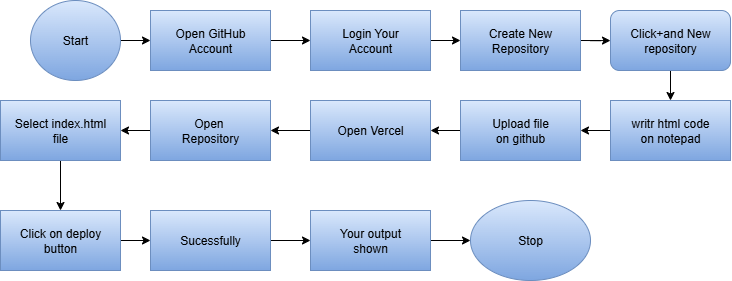 Start
Open GitHub
Account
Login Your
Account
Create New
Repository
Click+and New
repository
writr html code
on notepad
Upload file
on github
Open Vercel
Open
Repository
Select index.html
file
Click on deploy
button
Sucessfully
Your output
shown
Stop